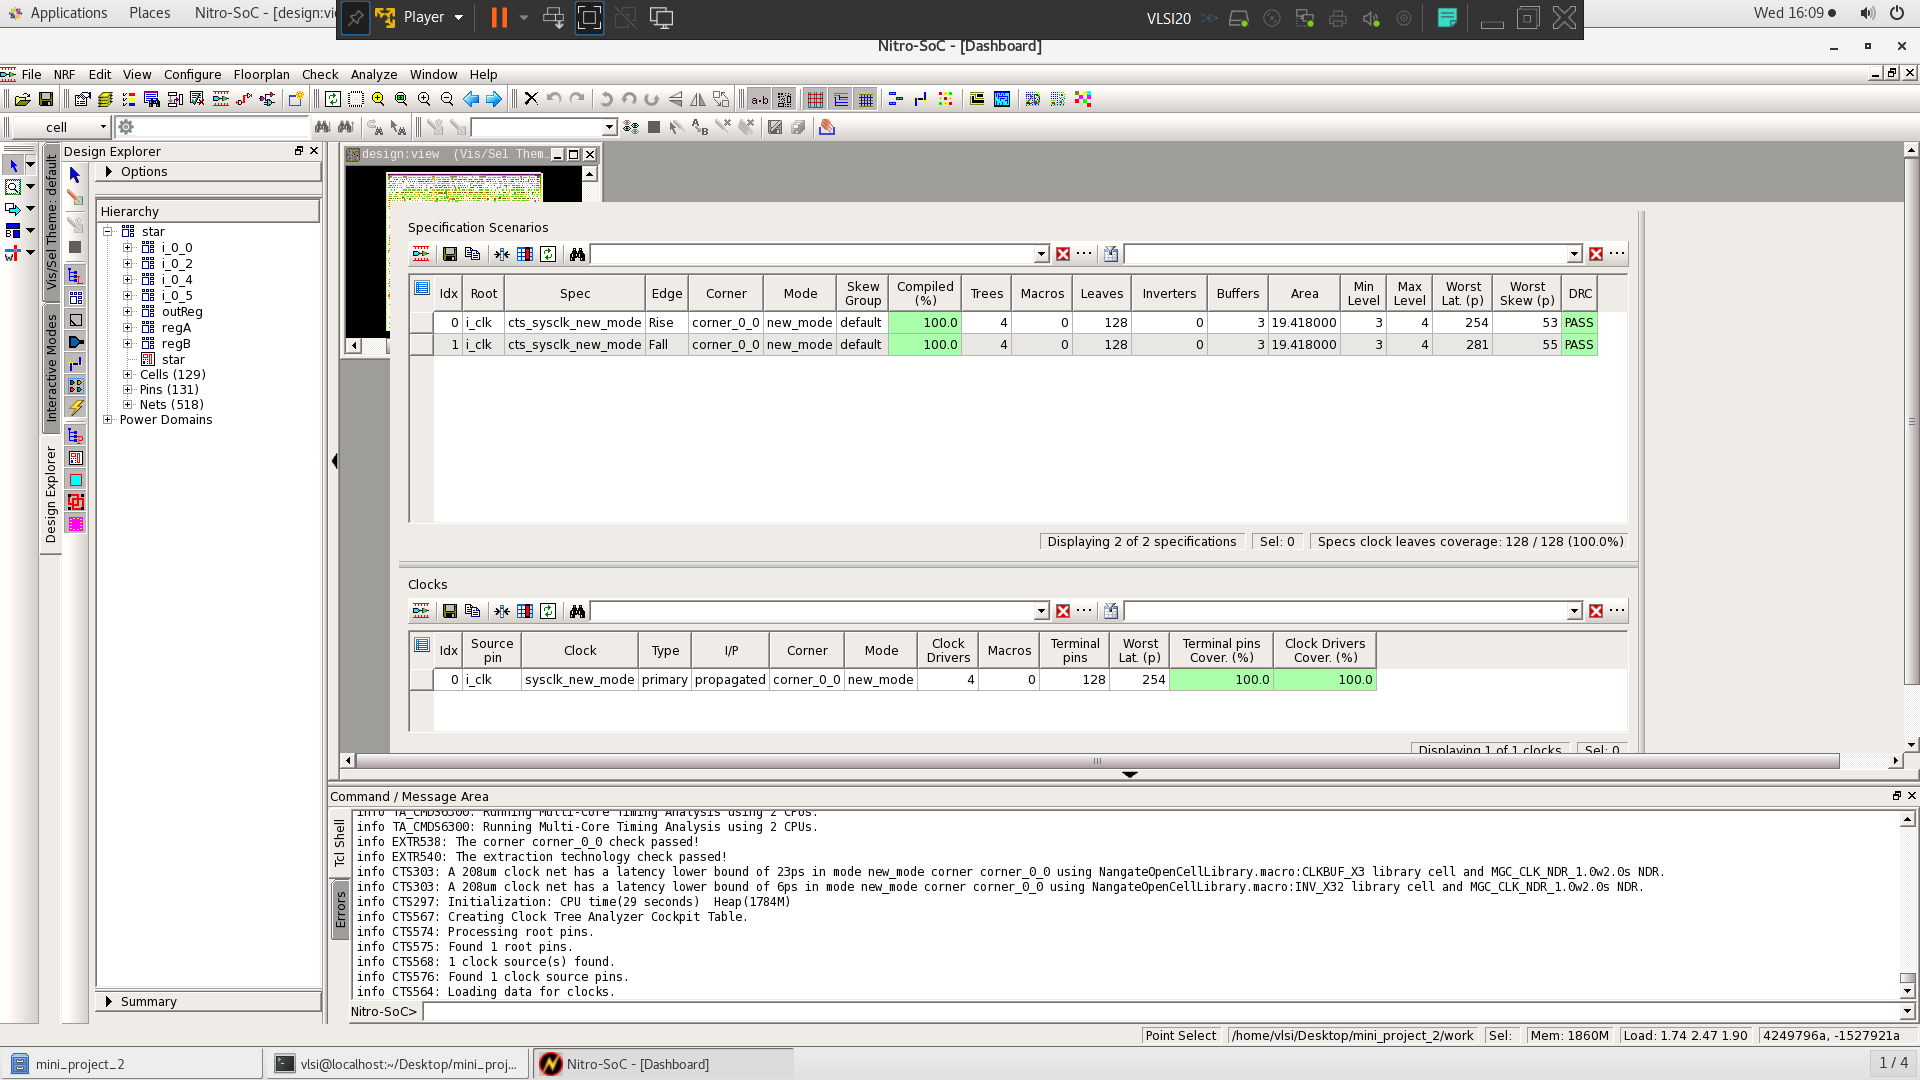 Applications Places Nitro-SoC - [design:vi
Player
VLSI20
Wed 16:09
Nitro-SoC - [Dashboard]
File NRF Edit View Configure Floorplan Check Analyze Window Help
cell
Design Explorer
Options
Vis/Sel Theme: default
Interactive Modes
Design Explorer
Hierarchy
star
i_0_0
i_0_2
i_0_4
i_0_5
outReg
regA
regB
star
Cells (129)
Pins (131)
Nets (518)
Power Domains
Summary
design:view (Vis/Sel Them...
Specification Scenarios
Idx Root Spec Edge Corner Mode Skew Group Compiled (%) Trees Macros Leaves Inverters Buffers Area Min Level Max Level Worst Lat. (p) Worst Skew (p) DRC
0 i_clk cts_sysclk_new_mode Rise corner_0_0 new_mode default 100.0 4 0 128 0 3 19.418000 3 4 254 53 PASS
1 i_clk cts_sysclk_new_mode Fall corner_0_0 new_mode default 100.0 4 0 128 0 3 19.418000 3 4 281 55 PASS
Displaying 2 of 2 specifications Sel: 0 Specs clock leaves coverage: 128 / 128 (100.0%)
Clocks
Idx Source pin Clock Type I/P Corner Mode Clock Drivers Macros Terminal pins Worst Lat. (p) Terminal pins Cover. (%) Clock Drivers Cover. (%)
0 i_clk sysclk_new_mode primary propagated corner_0_0 new_mode 4 0 128 254 100.0 100.0
Displaying 1 of 1 clocks Sel: 0
Command / Message Area
Tcl Shell
Errors
info TA_CMDS6300: Running Multi-Core Timing Analysis using 2 CPUs.
info TA_CMDS6300: Running Multi-Core Timing Analysis using 2 CPUs.
info EXTR538: The corner corner_0_0 check passed!
info EXTR540: The extraction technology check passed!
info CTS303: A 208um clock net has a latency lower bound of 23ps in mode new_mode corner corner_0_0 using NangateOpenCellLibrary.macro:CLKBUF_X3 library cell and MGC_CLK_NDR_1.0w2.0s NDR.
info CTS303: A 208um clock net has a latency lower bound of 6ps in mode new_mode corner corner_0_0 using NangateOpenCellLibrary.macro:INV_X32 library cell and MGC_CLK_NDR_1.0w2.0s NDR.
info CTS297: Initialization: CPU time(29 seconds) Heap(1784M)
info CTS567: Creating Clock Tree Analyzer Cockpit Table.
info CTS574: Processing root pins.
info CTS575: Found 1 root pins.
info CTS568: 1 clock source(s) found.
info CTS576: Found 1 clock source pins.
info CTS564: Loading data for clocks.
Nitro-SoC>
Point Select /home/vlsi/Desktop/mini_project_2/work Sel: Mem: 1860M Load: 1.74 2.47 1.90 4249796a, -1527921a
mini_project_2 vlsi@localhost:~/Desktop/mini_proj... Nitro-SoC - [Dashboard] 1 / 4